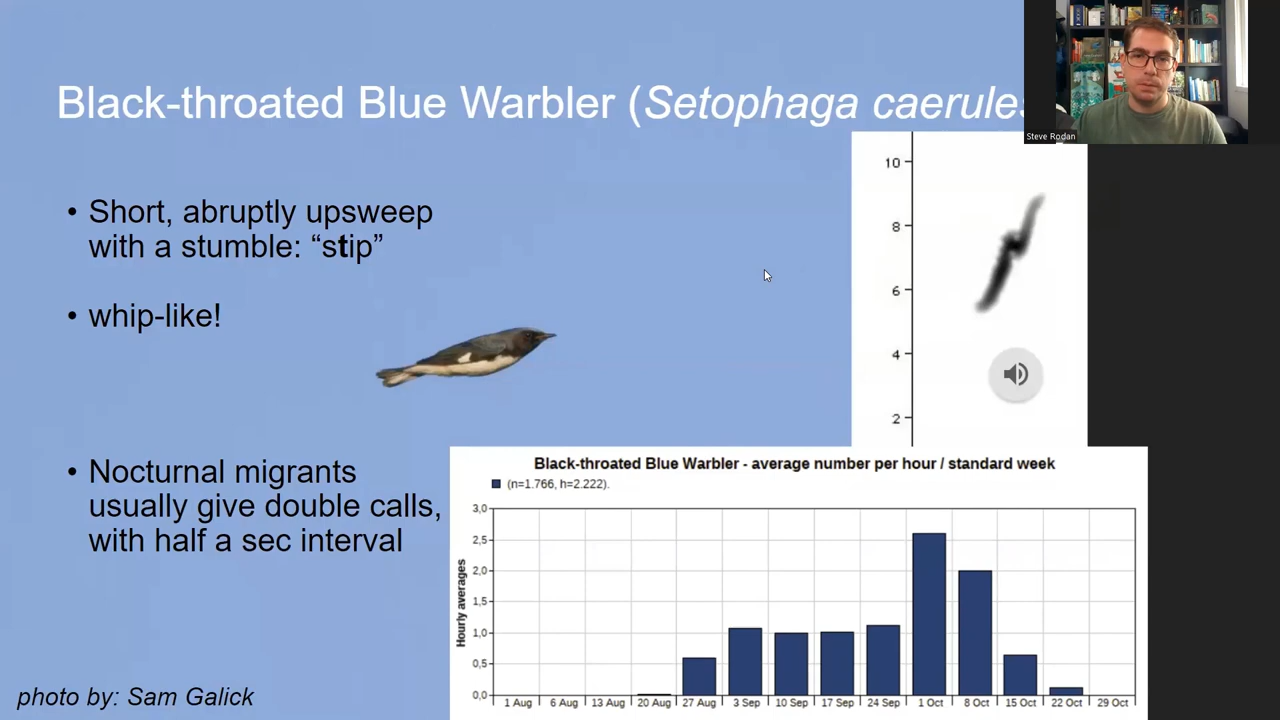 Black-throated Blue Warbler (Setophaga caerules
Steve Rodan
• Short, abruptly upsweep
with a stumble: “stip”
• whip-like!
• Nocturnal migrants
usually give double calls,
with half a sec interval
photo by: Sam Galick
10
8
6
4
2
Black-throated Blue Warbler - average number per hour / standard week
(n=1.766, h=2.222).
Hourly averages
3,0
2,5
2,0
1,5
1,0
0,5
0,0
1 Aug 6 Aug 13 Aug 20 Aug 27 Aug 3 Sep 10 Sep 17 Sep 24 Sep 1 Oct 8 Oct 15 Oct 22 Oct 29 Oct